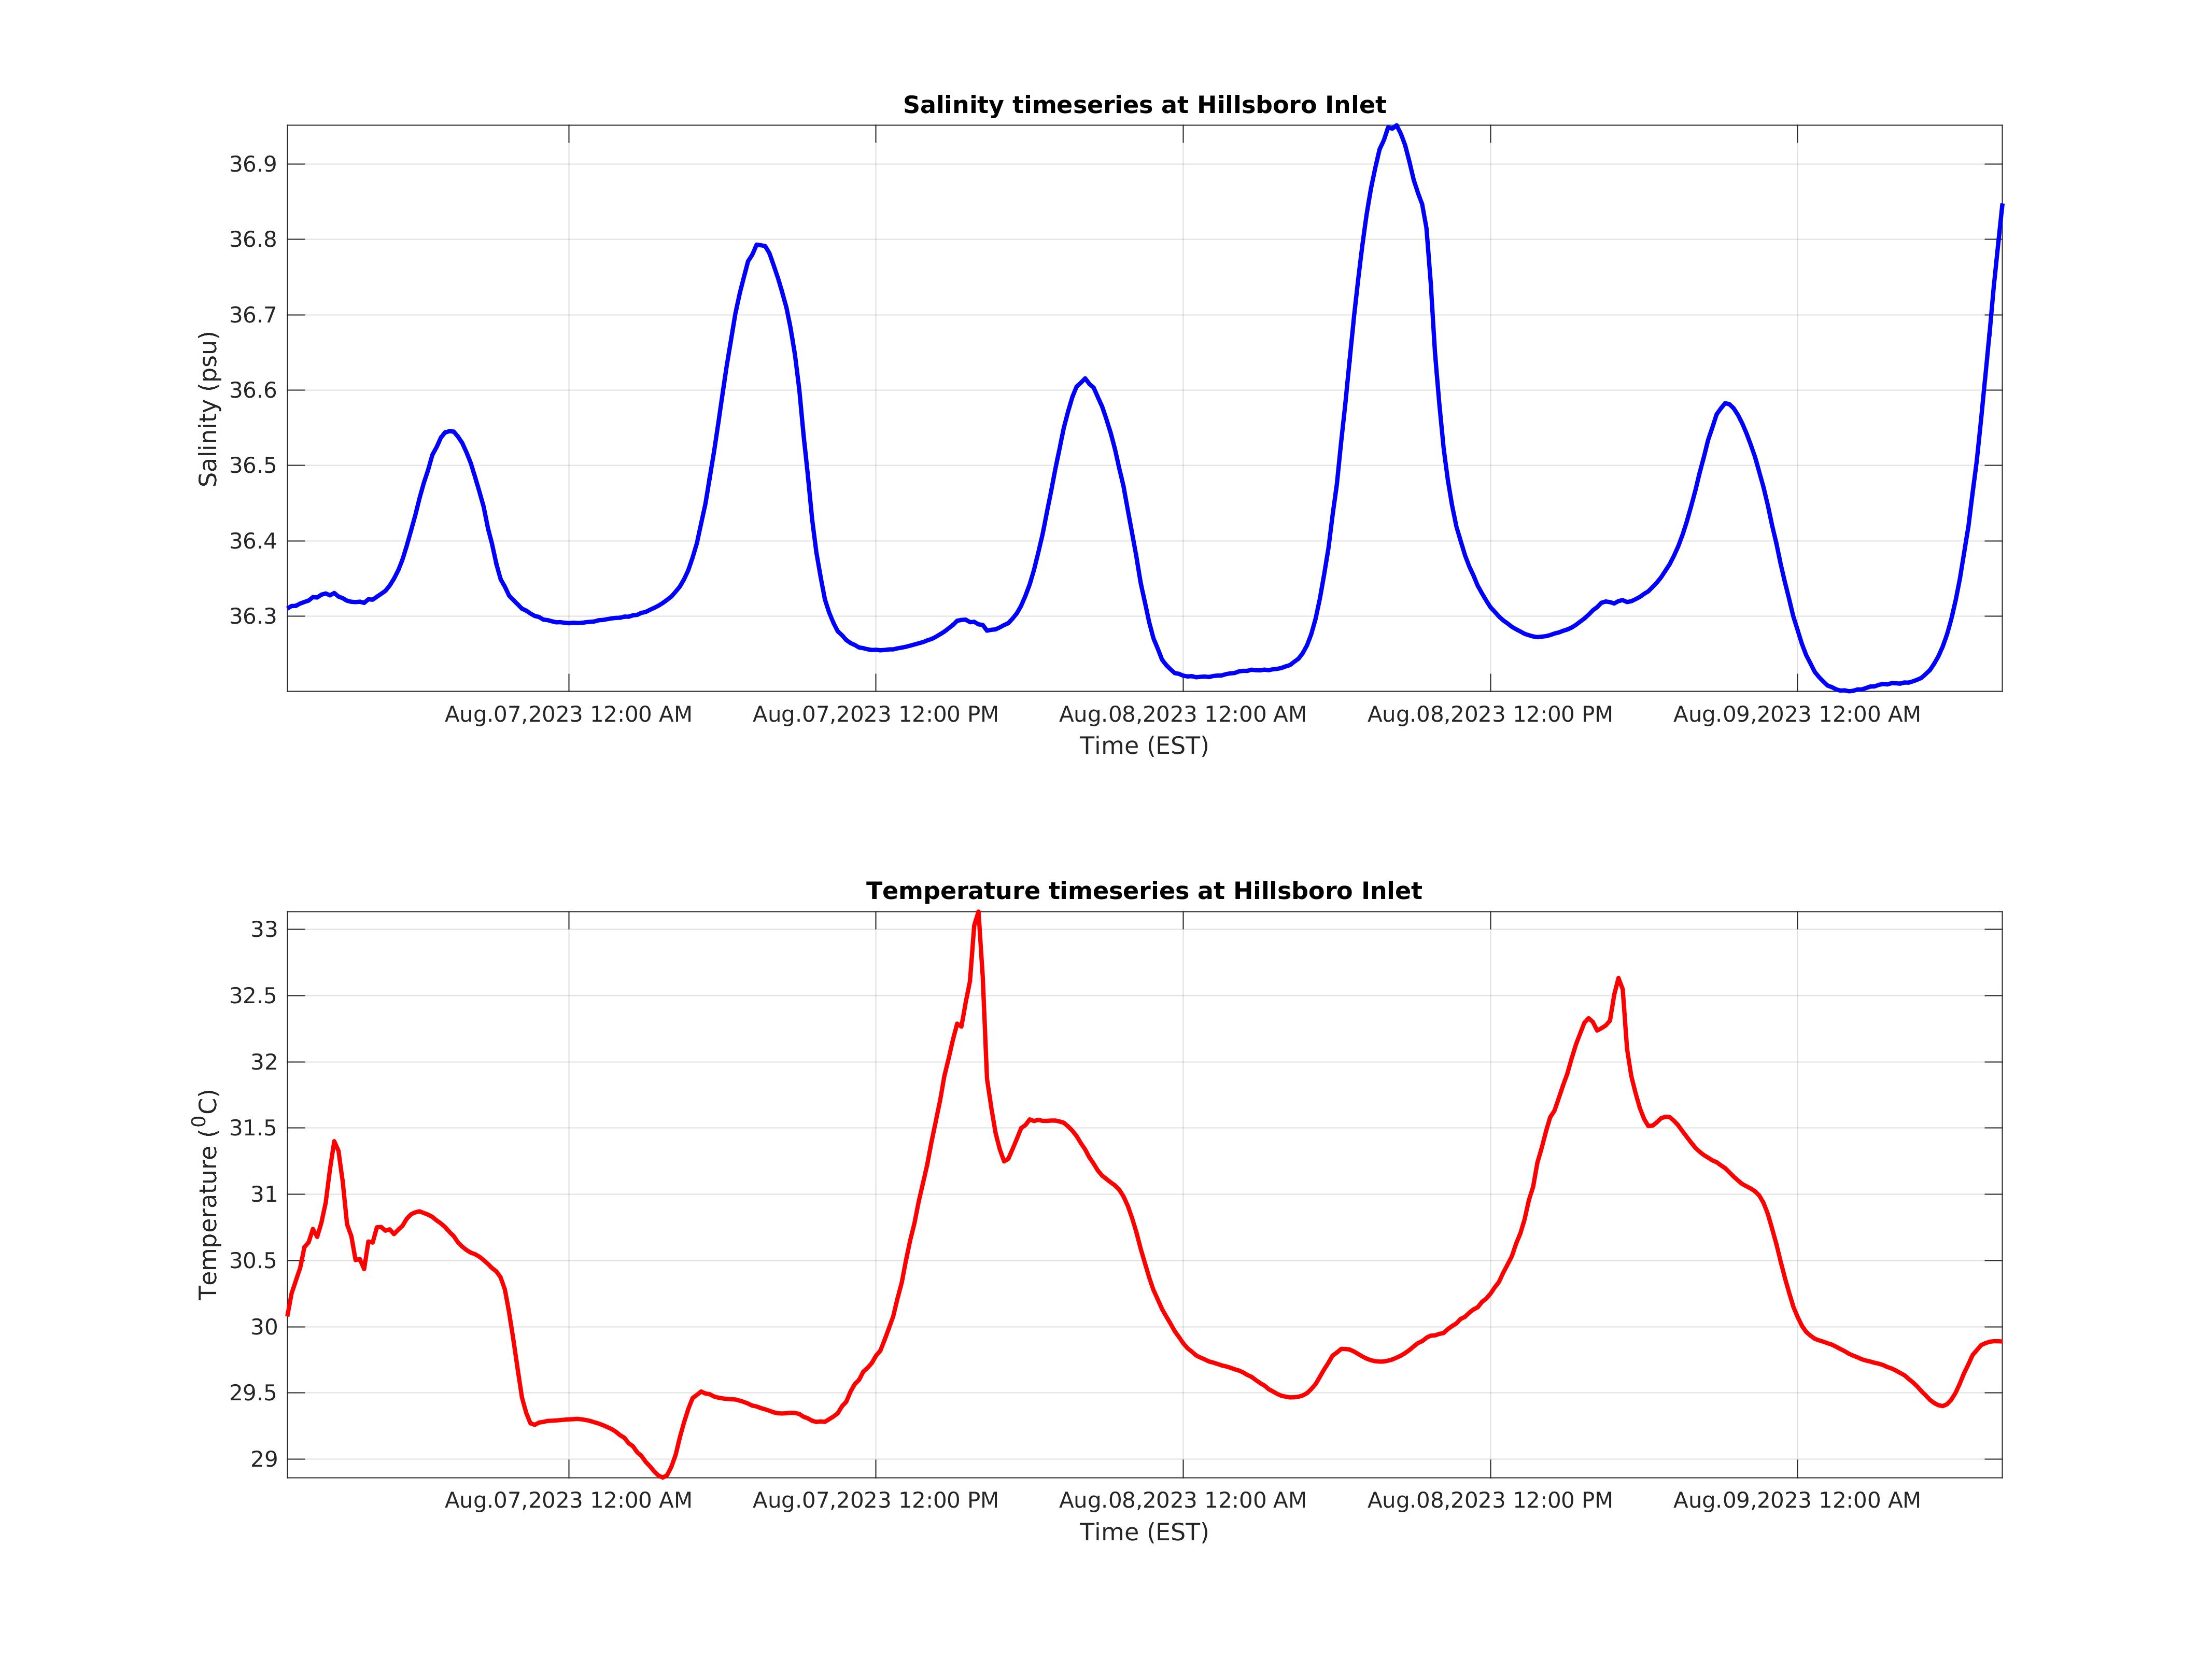 Salinity timeseries at Hillsboro Inlet
36.9
36.8
36.7
36.6
36.5
36.4
36.3
Salinity (psu)
Aug.07,2023 12:00 AM Aug.07,2023 12:00 PM Aug.08,2023 12:00 AM Aug.08,2023 12:00 PM Aug.09,2023 12:00 AM
Time (EST)
Temperature timeseries at Hillsboro Inlet
33
32.5
32
31.5
31
30.5
30
29.5
29
Temperature (⁰C)
Aug.07,2023 12:00 AM Aug.07,2023 12:00 PM Aug.08,2023 12:00 AM Aug.08,2023 12:00 PM Aug.09,2023 12:00 AM
Time (EST)